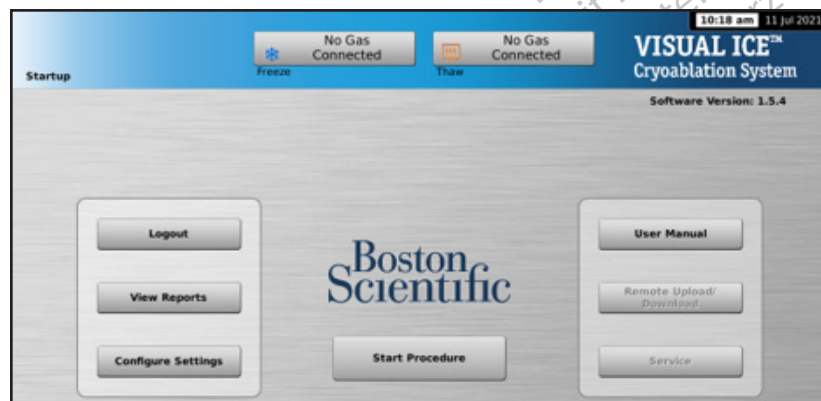 10:18 am 11 Jul 2021
No Gas
Connected
No Gas
Connected
VISUAL ICE™
Cryoablation System
Startup
Freeze
Thaw
Software Version: 1.5.4
Logout
User Manual
Boston
Scientific
View Reports
Remote Upload/
Download
Configure Settings
Start Procedure
Service